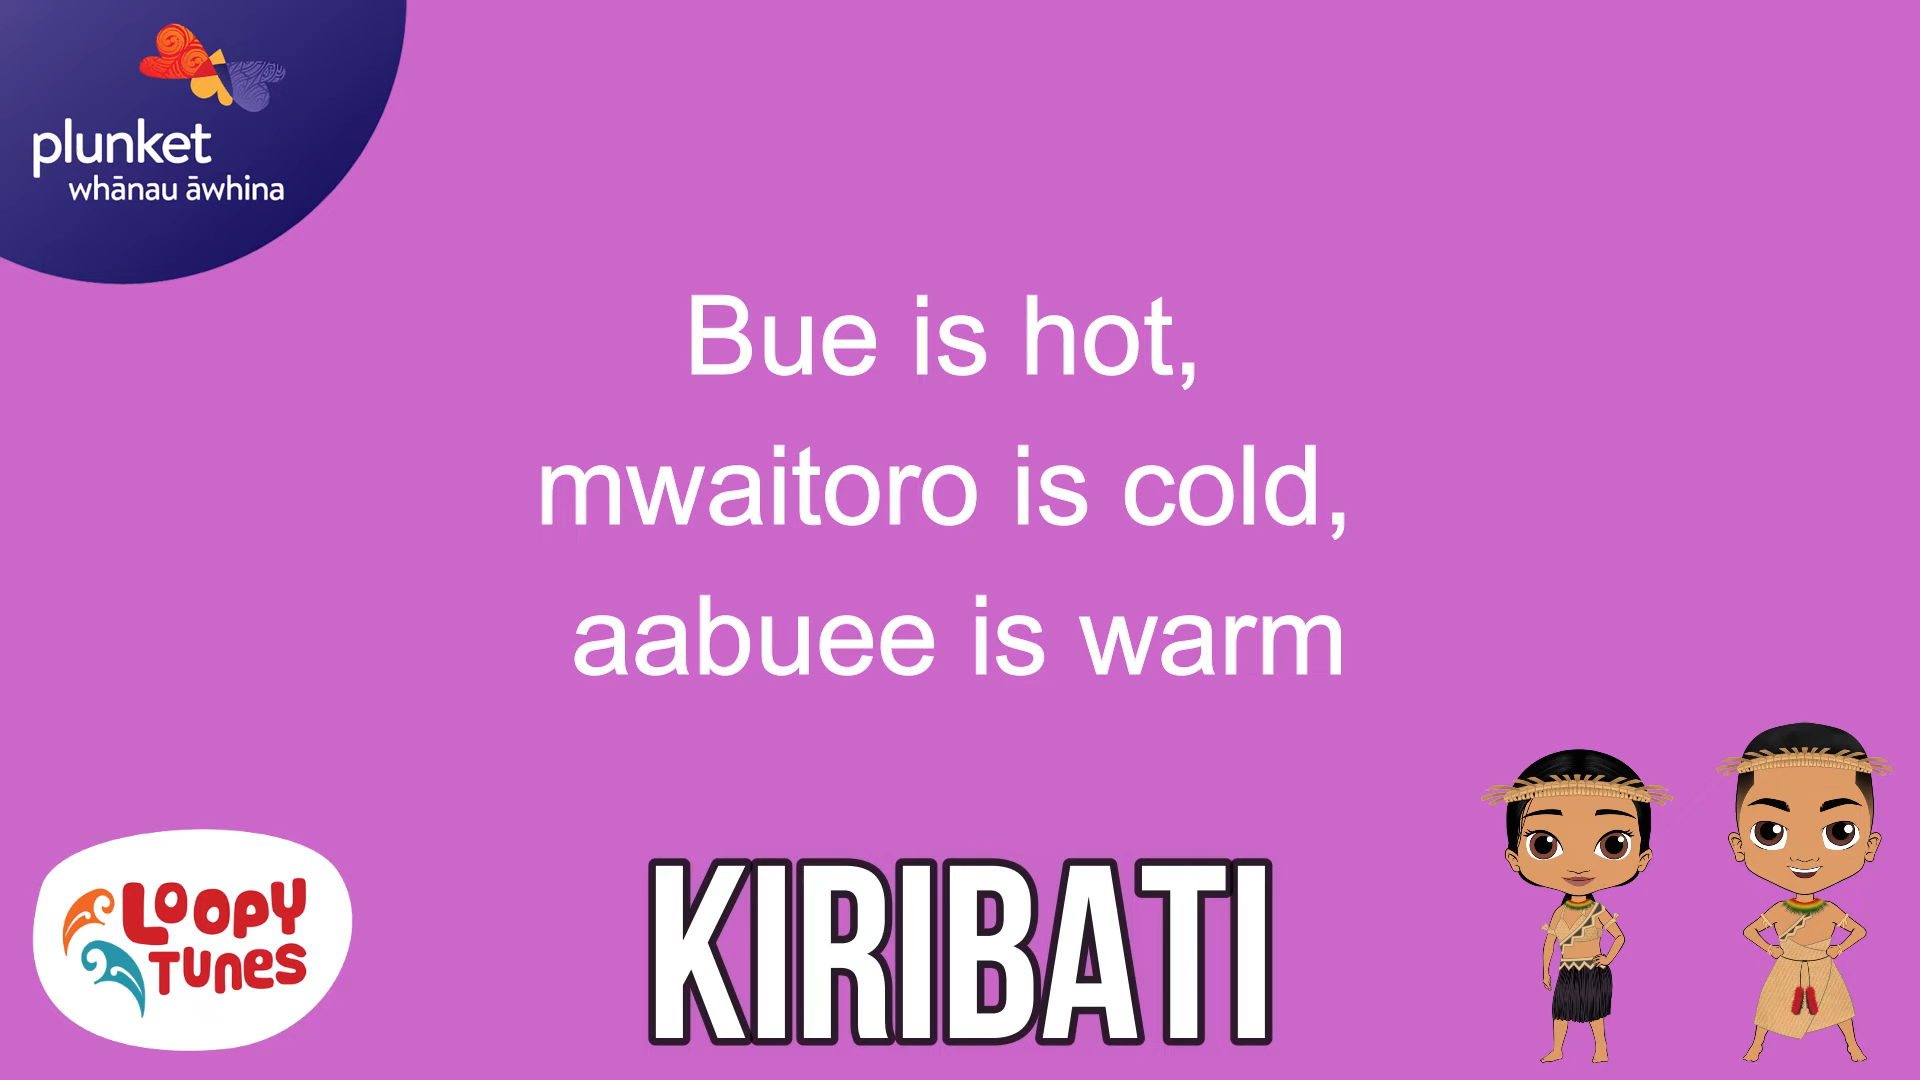 plunket
whānau āwhina
Bue is hot,
mwaitoro is cold,
aabuee is warm
LOOPY
TUNES
KIRIBATI